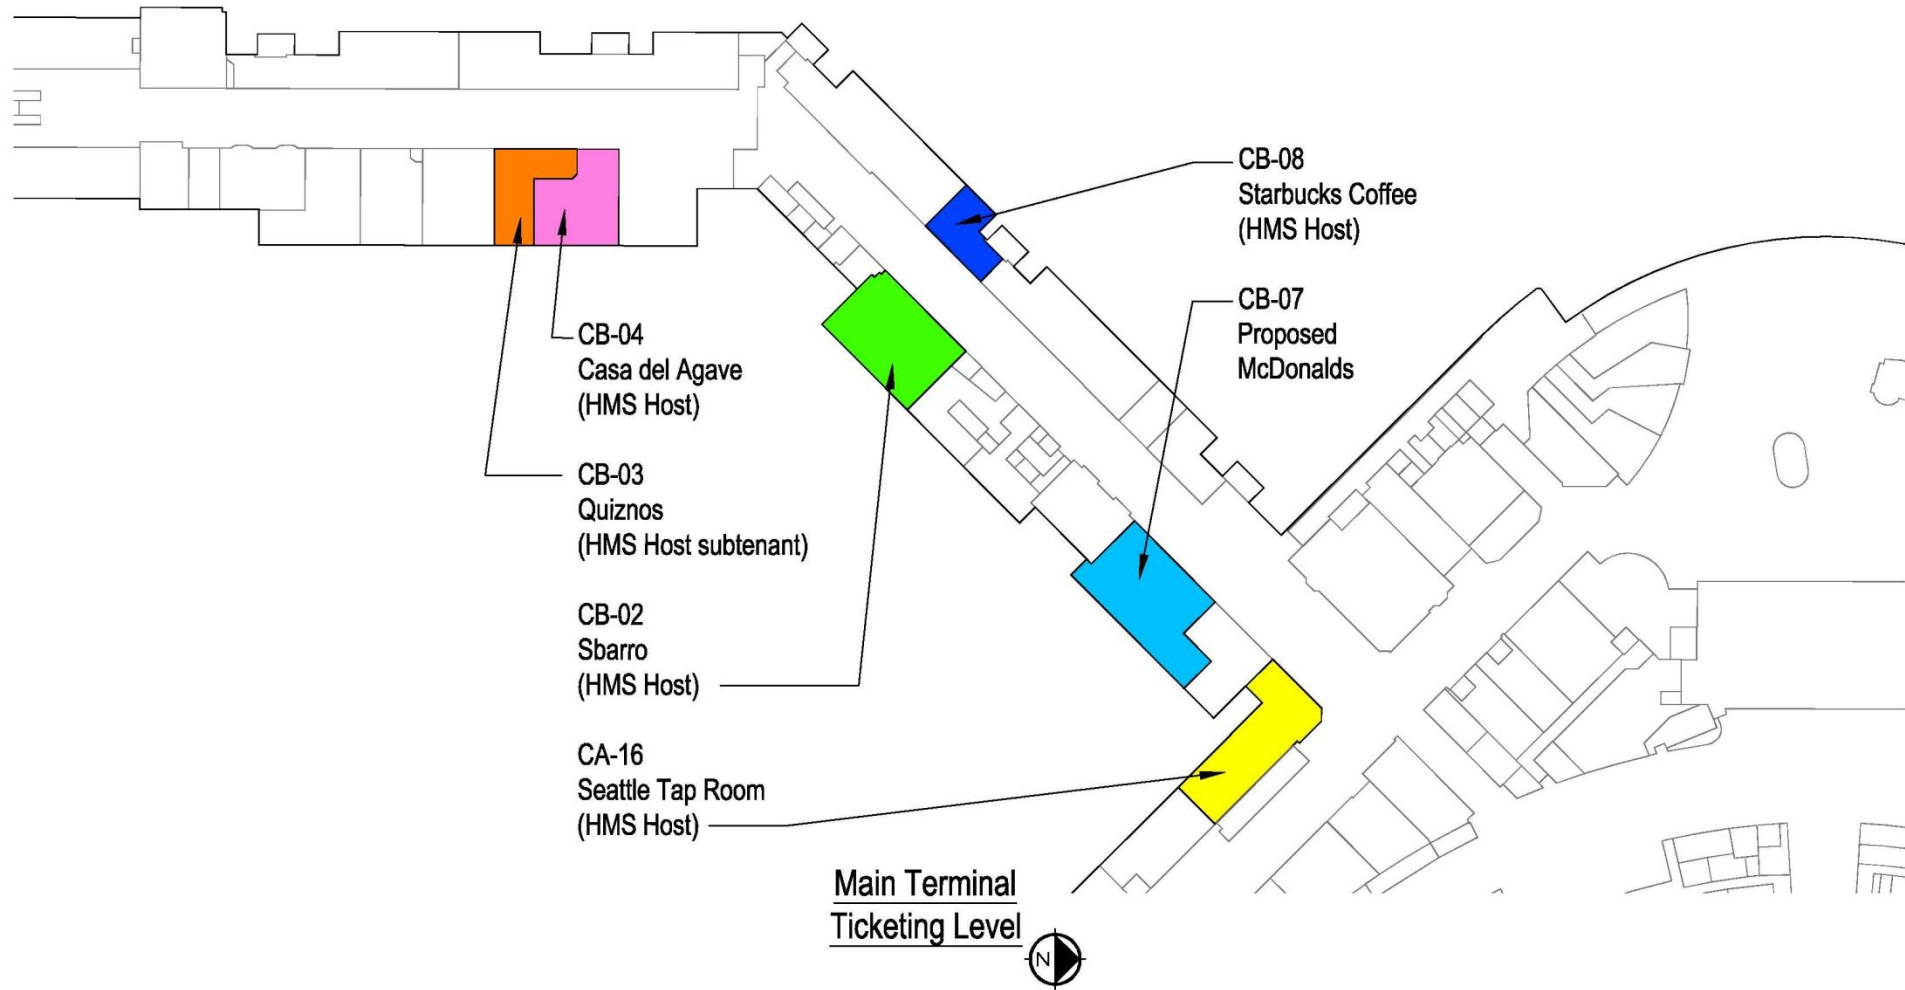 CB-08
Starbucks Coffee
(HMS Host)
CB-07
Proposed
McDonalds
CB-04
Casa del Agave
(HMS Host)
CB-03
Quiznos
(HMS Host subtenant)
CB-02
Sbarro
(HMS Host)
CA-16
Seattle Tap Room
(HMS Host)
Main Terminal
Ticketing Level
N